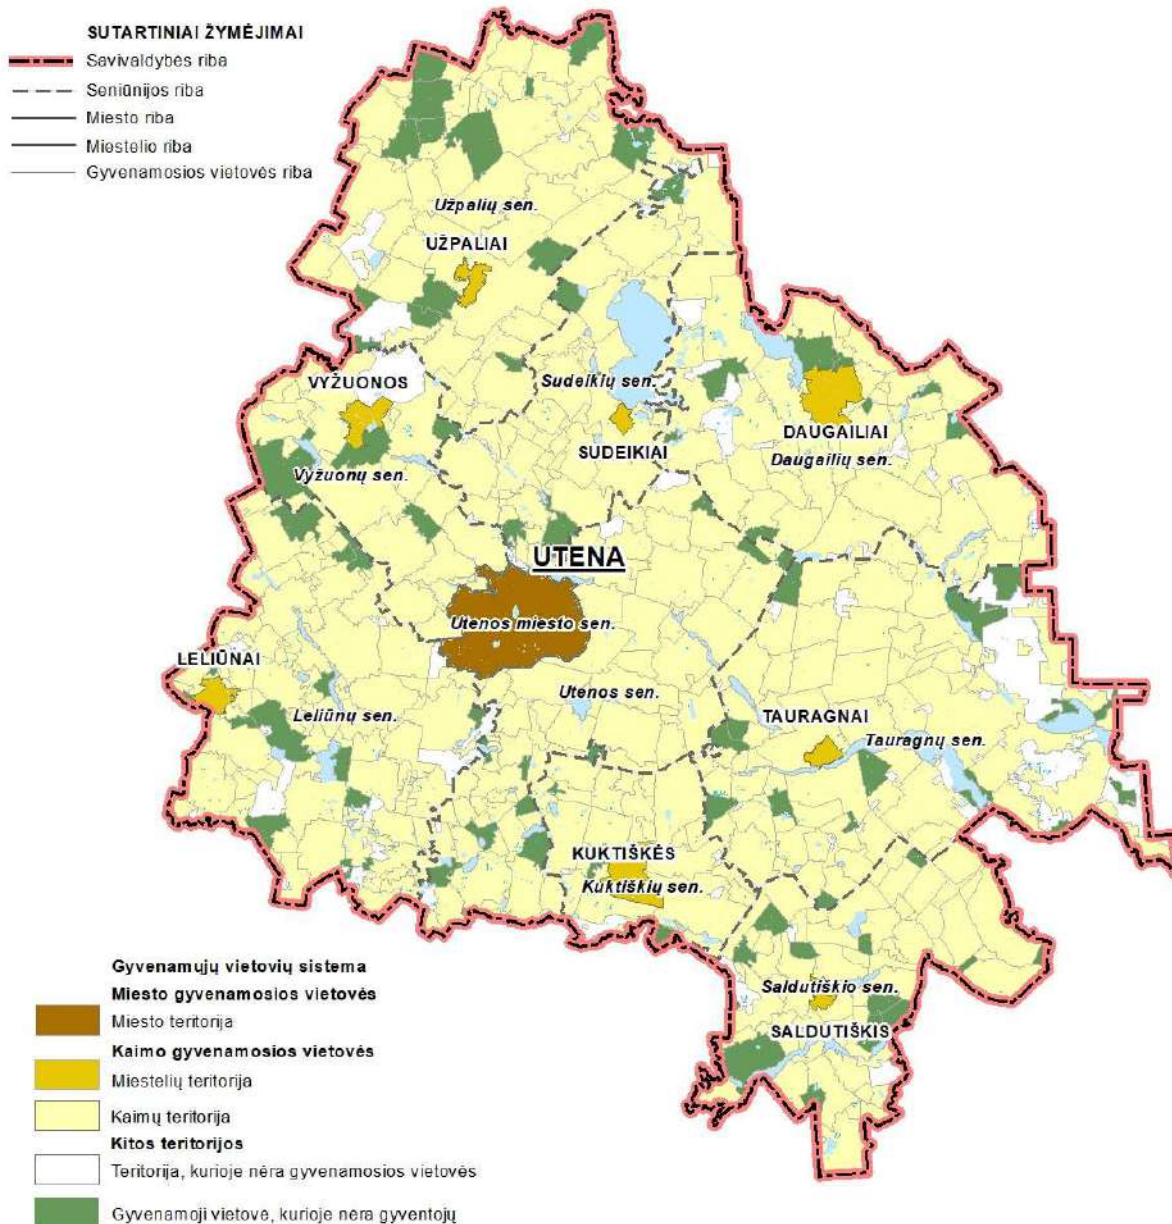 SUTARTINIAI ŽYMĖJIMAI
Savivaldybės riba
Seniūnijos riba
Miesto riba
Miestelio riba
Gyvenamosios vietovės riba
Užpalių sen.
UŽPALIAI
VYŽUONOS
Sudeikių sen.
SUDEIKIAI
DAUGAILIAI
Daugailių sen.
Vyžuonų sen.
UTENA
Utenos miesto sen.
LELIŪNAI
Leliūnų sen.
Utenos sen.
TAURAGNAI
Tauragnų sen.
KUKTIŠKĖS
Kuktiškių sen.
Saldutiškio sen.
SALDUTIŠKIS
Gyvenamųjų vietovių sistema
Miesto gyvenamosios vietovės
Miesto teritorija
Kaimo gyvenamosios vietovės
Miestelių teritorija
Kaimų teritorija
Kitos teritorijos
Teritorija, kurioje nėra gyvenamosios vietovės
Gyvenamoji vietovė, kurioje nėra gyventojų